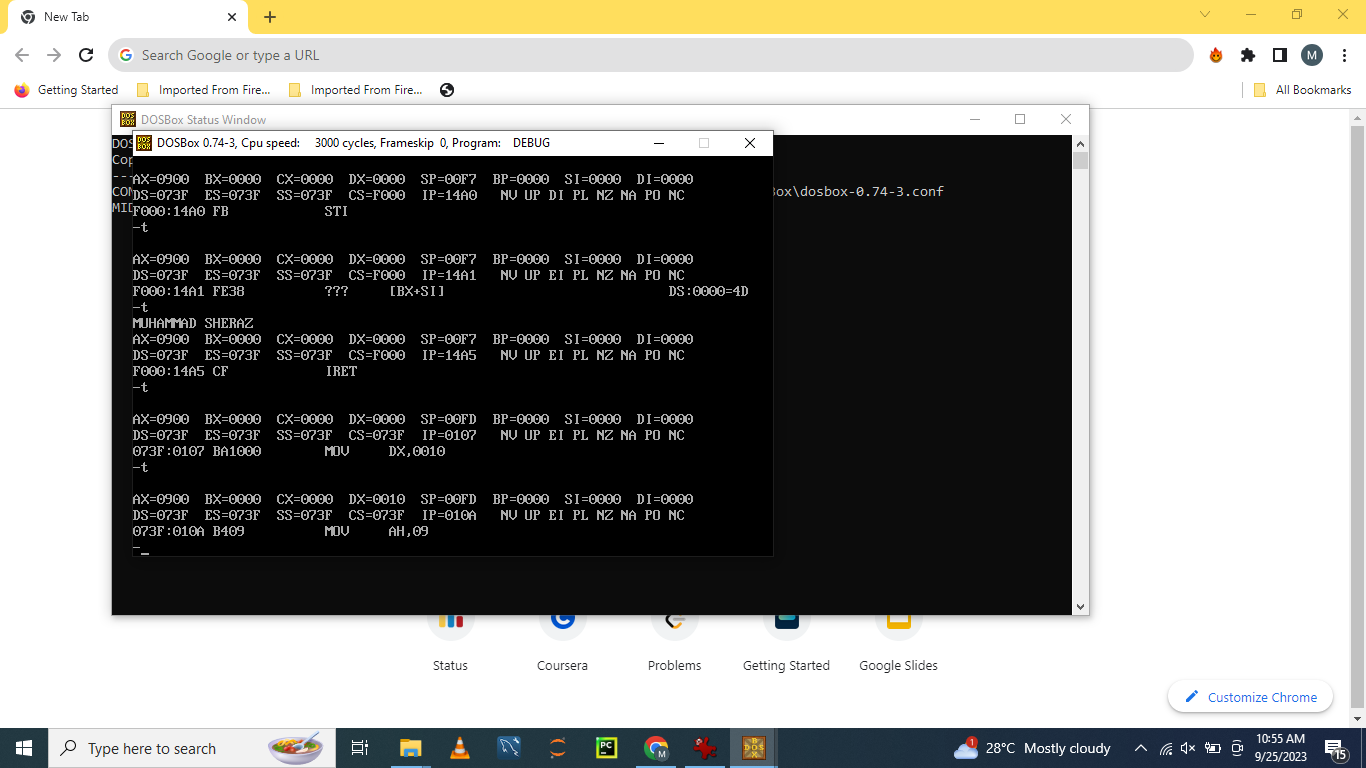 New Tab
Search Google or type a URL
M
Getting Started
Imported From Fire...
Imported From Fire...
All Bookmarks
DOSBox Status Window
DOSBox 0.74-3, Cpu speed: 3000 cycles, Frameskip 0, Program: DEBUG
DOS
Cop
---
CON
ox\dosbox-0.74-3.conf
MID
AX=0900 BX=0000 CX=0000 DX=0000 SP=00F7 BP=0000 SI=0000 DI=0000
DS=073F ES=073F SS=073F CS=F000 IP=14A0 NV UP DI PL NZ NA PO NC
F000:14A0 FB STI
-t
AX=0900 BX=0000 CX=0000 DX=0000 SP=00F7 BP=0000 SI=0000 DI=0000
DS=073F ES=073F SS=073F CS=F000 IP=14A1 NV UP EI PL NZ NA PO NC
F000:14A1 FE38 ??? [BX+SI] DS:0000=4D
-t
MUHAMMAD SHERAZ
AX=0900 BX=0000 CX=0000 DX=0000 SP=00F7 BP=0000 SI=0000 DI=0000
DS=073F ES=073F SS=073F CS=F000 IP=14A5 NV UP EI PL NZ NA PO NC
F000:14A5 CF IRET
-t
AX=0900 BX=0000 CX=0000 DX=0000 SP=00FD BP=0000 SI=0000 DI=0000
DS=073F ES=073F SS=073F CS=073F IP=0107 NV UP EI PL NZ NA PO NC
073F:0107 BA1000 MOV DX,0010
-t
AX=0900 BX=0000 CX=0000 DX=0010 SP=00FD BP=0000 SI=0000 DI=0000
DS=073F ES=073F SS=073F CS=073F IP=010A NV UP EI PL NZ NA PO NC
073F:010A B409 MOV AH,09
-_
Status
Coursera
Problems
Getting Started
Google Slides
Customize Chrome
Type here to search
PC
M
1
28°C Mostly cloudy
10:55 AM
9/25/2023
15